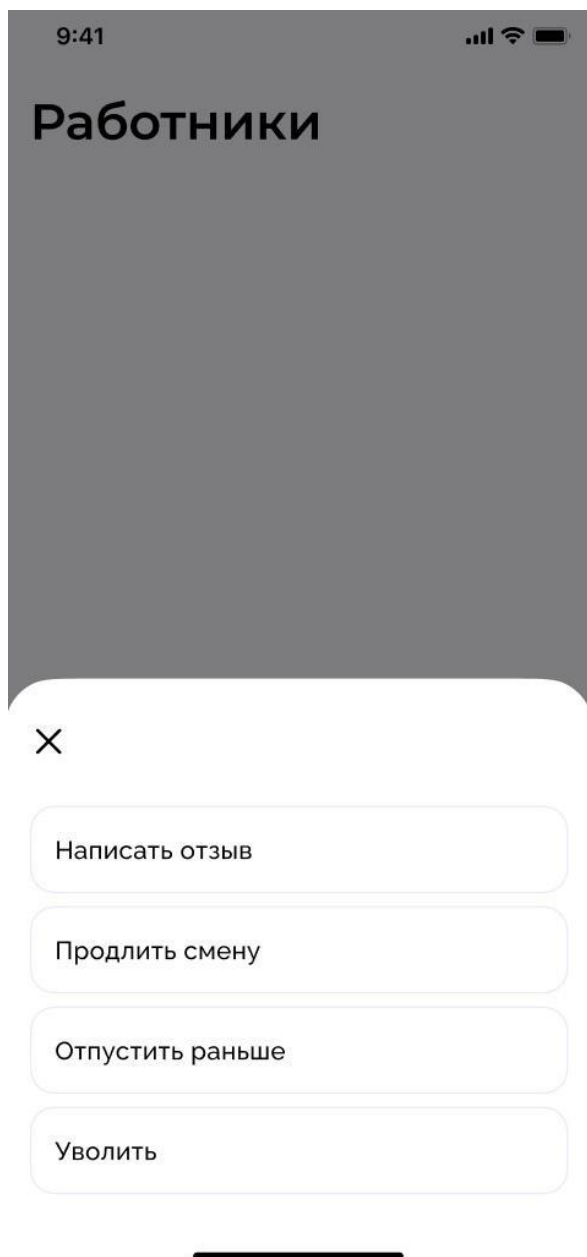 9:41
Работники
Написать отзыв
Продлить смену
Отпустить раньше
Уволить